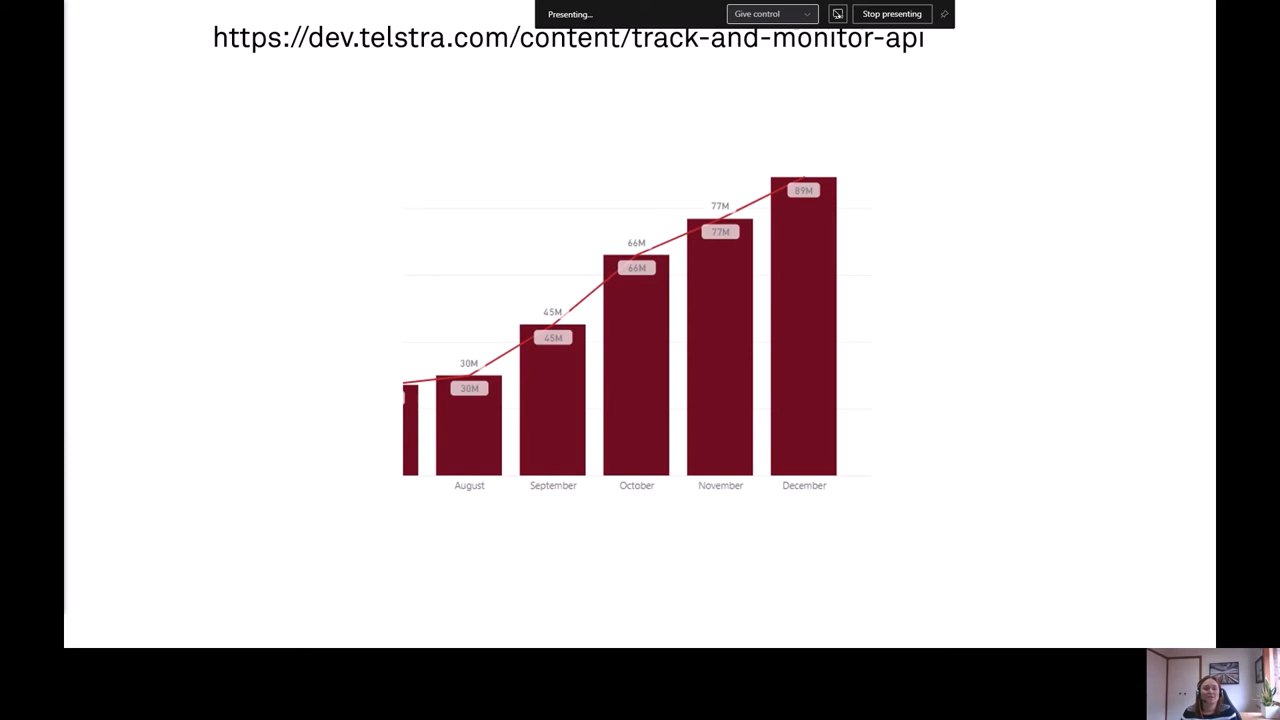 Presenting...
Give control
Stop presenting
https://dev.telstra.com/content/track-and-monitor-api
89M
77M
77M
66M
66M
45M
45M
30M
30M
August September October November December